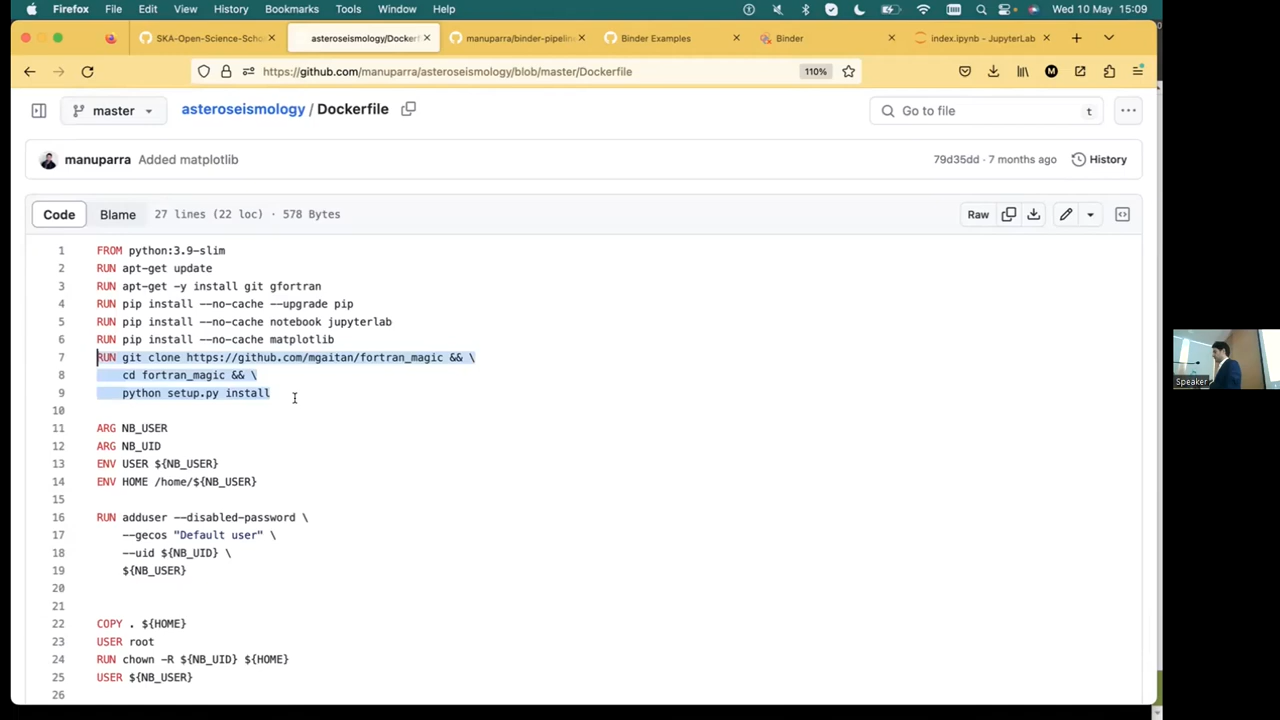 Firefox File Edit View History Bookmarks Tools Window Help Wed 10 May 15:09
SKA-Open-Science-Scho asteroseismology/Dockerf manuparra/binder-pipelin Binder Examples Binder index.ipynb - JupyterLab
https://github.com/manuparra/asteroseismology/blob/master/Dockerfile 110%
master asteroseismology / Dockerfile Go to file t
manuparra Added matplotlib 79d35dd · 7 months ago History
Code Blame 27 lines (22 loc) · 578 Bytes Raw
1 FROM python:3.9-slim
2 RUN apt-get update
3 RUN apt-get -y install git gfortran
4 RUN pip install --no-cache --upgrade pip
5 RUN pip install --no-cache notebook jupyterlab
6 RUN pip install --no-cache matplotlib
7 RUN git clone https://github.com/mgaitan/fortran_magic && \
8 cd fortran_magic && \
9 python setup.py install
10
11 ARG NB_USER
12 ARG NB_UID
13 ENV USER ${NB_USER}
14 ENV HOME /home/${NB_USER}
15
16 RUN adduser --disabled-password \
17 --gecos "Default user" \
18 --uid ${NB_UID} \
19 ${NB_USER}
20
21
22 COPY . ${HOME}
23 USER root
24 RUN chown -R ${NB_UID} ${HOME}
25 USER ${NB_USER}
26
Speaker